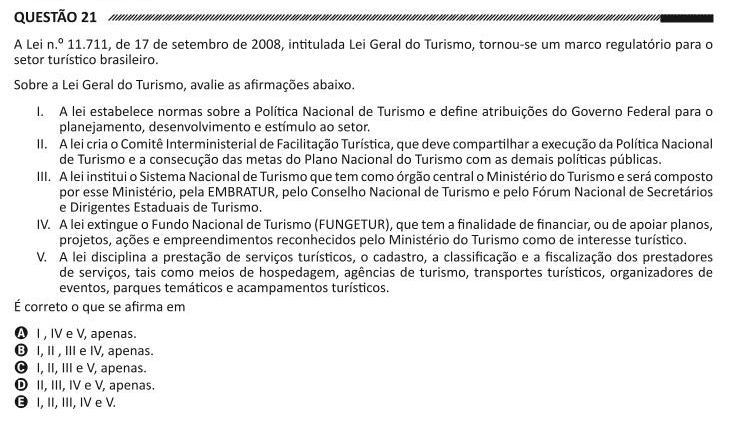 QUESTÃO 21
A Lei n.º 11.711, de 17 de setembro de 2008, intitulada Lei Geral do Turismo, tornou-se um marco regulatório para o
setor turístico brasileiro.
Sobre a Lei Geral do Turismo, avalie as afirmações abaixo.
I. A lei estabelece normas sobre a Política Nacional de Turismo e define atribuições do Governo Federal para o
planejamento, desenvolvimento e estímulo ao setor.
II. A lei cria o Comitê Interministerial de Facilitação Turística, que deve compartilhar a execução da Política Nacional
de Turismo e a consecução das metas do Plano Nacional do Turismo com as demais políticas públicas.
III. A lei institui o Sistema Nacional de Turismo que tem como órgão central o Ministério do Turismo e será composto
por esse Ministério, pela EMBRATUR, pelo Conselho Nacional de Turismo e pelo Fórum Nacional de Secretários
e Dirigentes Estaduais de Turismo.
IV. A lei extingue o Fundo Nacional de Turismo (FUNGETUR), que tem a finalidade de financiar, ou de apoiar planos,
projetos, ações e empreendimentos reconhecidos pelo Ministério do Turismo como de interesse turístico.
V. A lei disciplina a prestação de serviços turísticos, o cadastro, a classificação e a fiscalização dos prestadores
de serviços, tais como meios de hospedagem, agências de turismo, transportes turísticos, organizadores de
eventos, parques temáticos e acampamentos turísticos.
É correto o que se afirma em
A I , IV e V, apenas.
B I, II , III e IV, apenas.
C I, II, III e V, apenas.
D II, III, IV e V, apenas.
E I, II, III, IV e V.